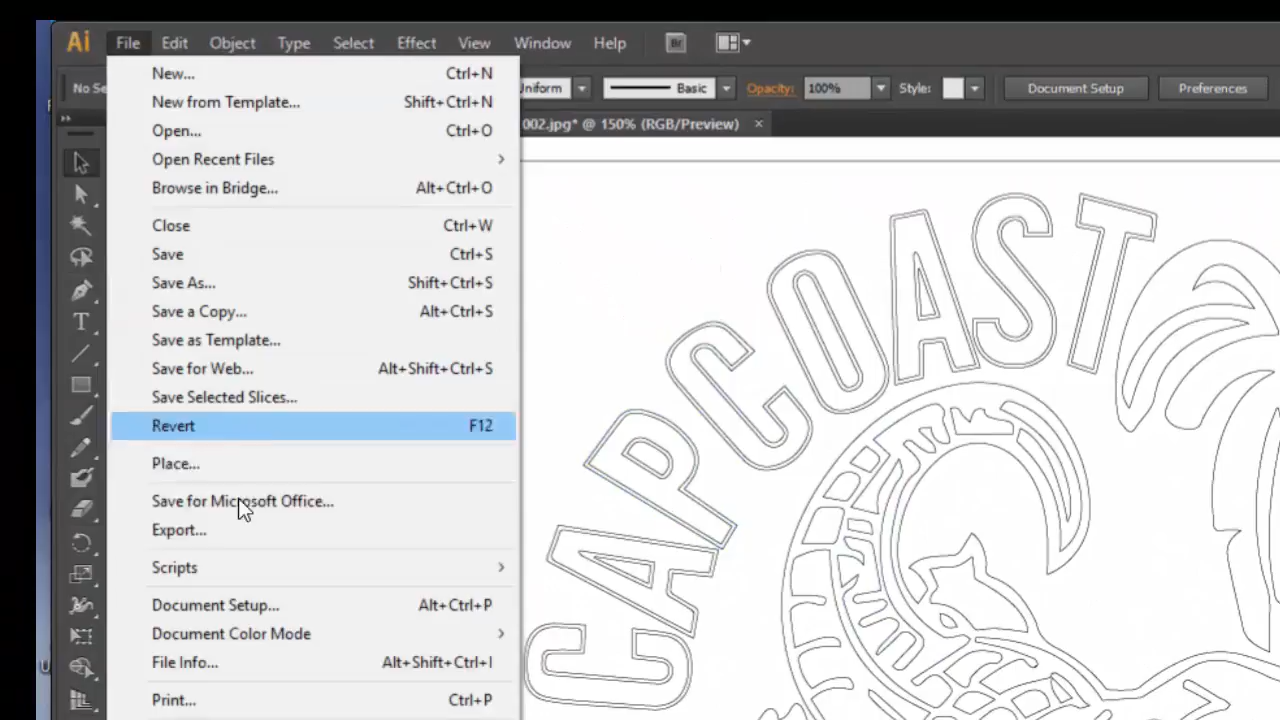 Ai File Edit Object Type Select Effect View Window Help Br
No Se Uniform Basic Opacity: 100% Style: Document Setup Preferences
002.jpg* @ 150% (RGB/Preview) ×
New... Ctrl+N
New from Template... Shift+Ctrl+N
Open... Ctrl+O
Open Recent Files
Browse in Bridge... Alt+Ctrl+O
Close Ctrl+W
Save Ctrl+S
Save As... Shift+Ctrl+S
Save a Copy... Alt+Ctrl+S
Save as Template...
Save for Web... Alt+Shift+Ctrl+S
Save Selected Slices...
Revert F12
Place...
Save for Microsoft Office...
Export...
Scripts
Document Setup... Alt+Ctrl+P
Document Color Mode
File Info... Alt+Shift+Ctrl+I
Print... Ctrl+P
CAPCOAST